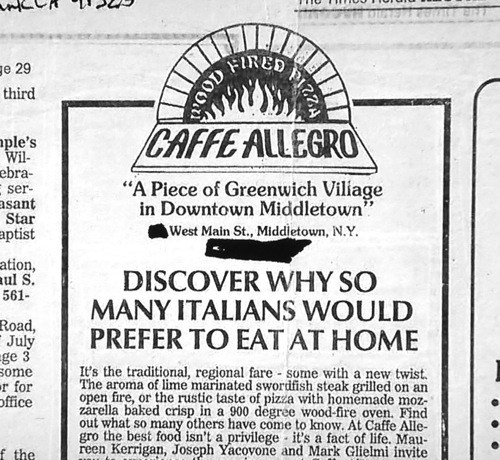 The Times Herald
ge 29
third
nple's
Wil-
ebra-
ser-
asant
Star
aptist
ation,
aul S.
561-
Road,
July
ge 3
some
or for
office
f the
WOOD FIRED PIZZA
CAFFE ALLEGRO
"A Piece of Greenwich Village
in Downtown Middletown"
West Main St., Middletown, N.Y.
DISCOVER WHY SO
MANY ITALIANS WOULD
PREFER TO EAT AT HOME
It's the traditional, regional fare - some with a new twist.
The aroma of lime marinated swordfish steak grilled on an
open fire, or the rustic taste of pizza with homemade moz-
zarella baked crisp in a 900 degree wood-fire oven. Find
out what so many others have come to know. At Caffe Alle-
gro the best food isn't a privilege - it's a fact of life. Mau-
reen Kerrigan, Joseph Yacovone and Mark Glielmi invite